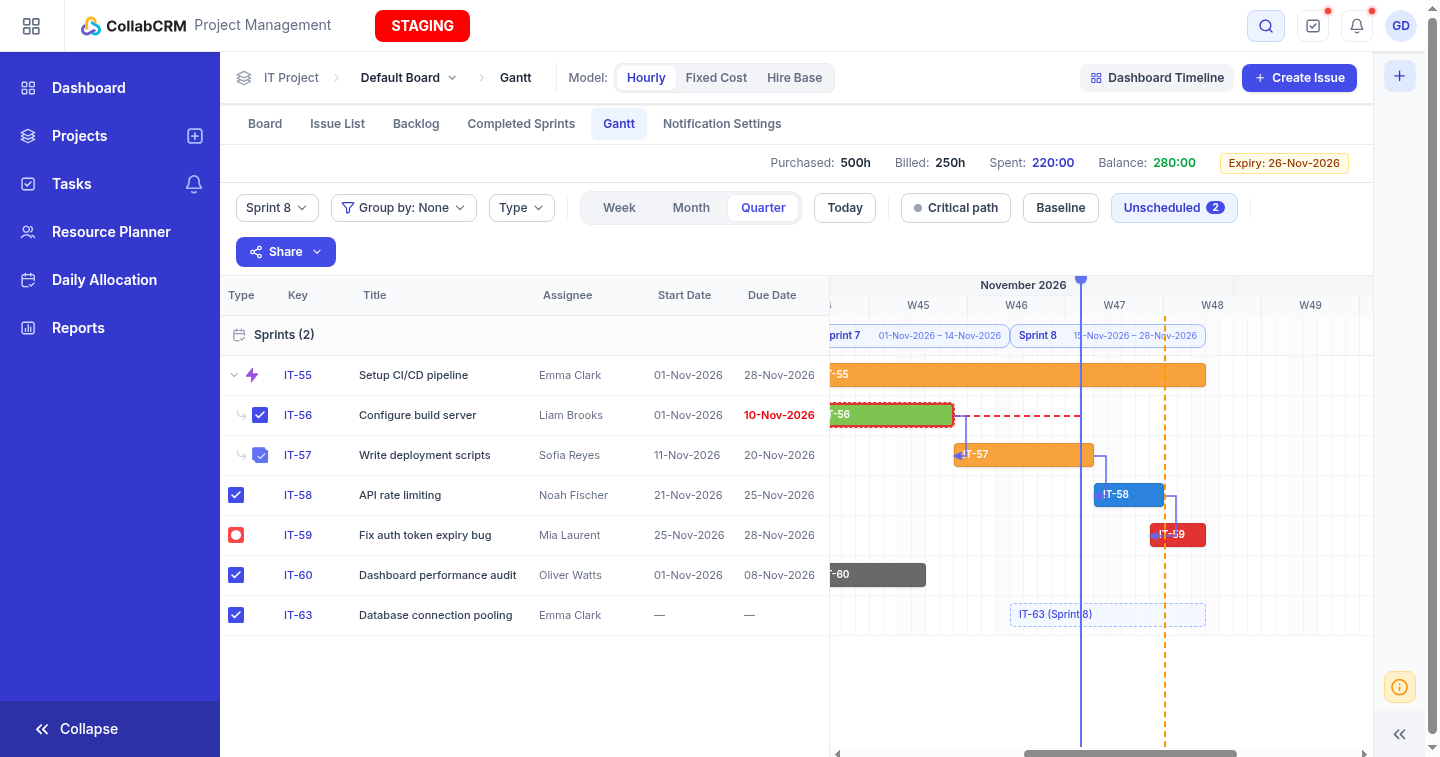 CollabCRM Project Management STAGING GD
Dashboard
Projects
Tasks
Resource Planner
Daily Allocation
Reports
Collapse
IT Project Default Board Gantt Model: Hourly Fixed Cost Hire Base Dashboard Timeline + Create Issue
Board Issue List Backlog Completed Sprints Gantt Notification Settings
Purchased: 500h Billed: 250h Spent: 220:00 Balance: 280:00 Expiry: 26-Nov-2026
Sprint 8 Group by: None Type Week Month Quarter Today Critical path Baseline Unscheduled 2
Share
November 2026
Type Key Title Assignee Start Date Due Date
4 W45 W46 W47 W48 W49
Sprints (2) print 7 01-Nov-2026 – 14-Nov-2026 Sprint 8 15-Nov-2026 – 28-Nov-2026
IT-55 Setup CI/CD pipeline Emma Clark 01-Nov-2026 28-Nov-2026 T-55
IT-56 Configure build server Liam Brooks 01-Nov-2026 10-Nov-2026 T-56
IT-57 Write deployment scripts Sofia Reyes 11-Nov-2026 20-Nov-2026 IT-57
IT-58 API rate limiting Noah Fischer 21-Nov-2026 25-Nov-2026 IT-58
IT-59 Fix auth token expiry bug Mia Laurent 25-Nov-2026 28-Nov-2026 IT-59
IT-60 Dashboard performance audit Oliver Watts 01-Nov-2026 08-Nov-2026 T-60
IT-63 Database connection pooling Emma Clark — — IT-63 (Sprint 8)